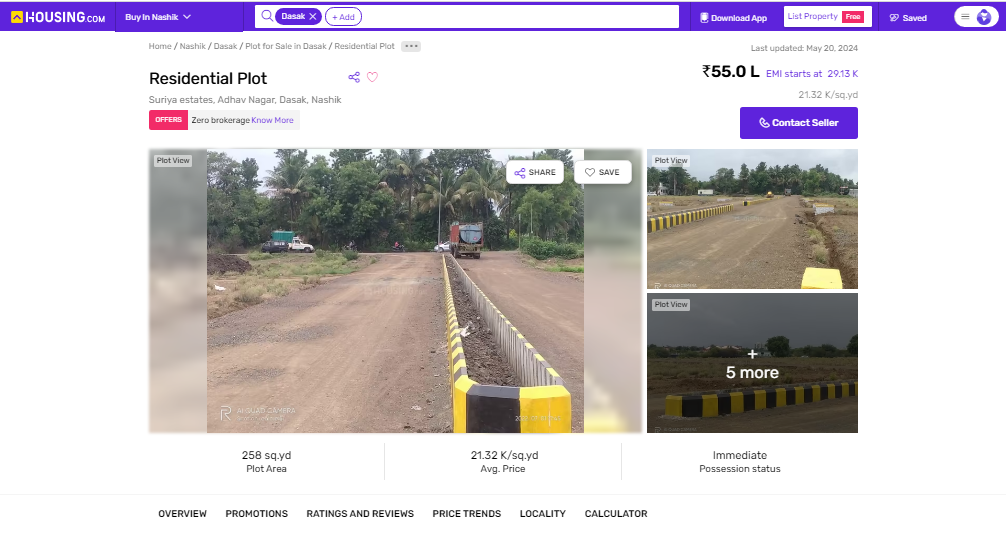 HOUSING.COM
Buy In Nashik
Dasak
+ Add
Download App
List Property Free
Saved
Home / Nashik / Dasak / Plot for Sale in Dasak / Residential Plot
Last updated: May 20, 2024
Residential Plot
₹55.0 L EMI starts at 29.13 K
Suriya estates, Adhav Nagar, Dasak, Nashik
21.32 K/sq.yd
OFFERS Zero brokerage Know More
Contact Seller
Plot View
SHARE
SAVE
Plot View
Plot View
+
5 more
258 sq.yd
Plot Area
21.32 K/sq.yd
Avg. Price
Immediate
Possession status
OVERVIEW PROMOTIONS RATINGS AND REVIEWS PRICE TRENDS LOCALITY CALCULATOR